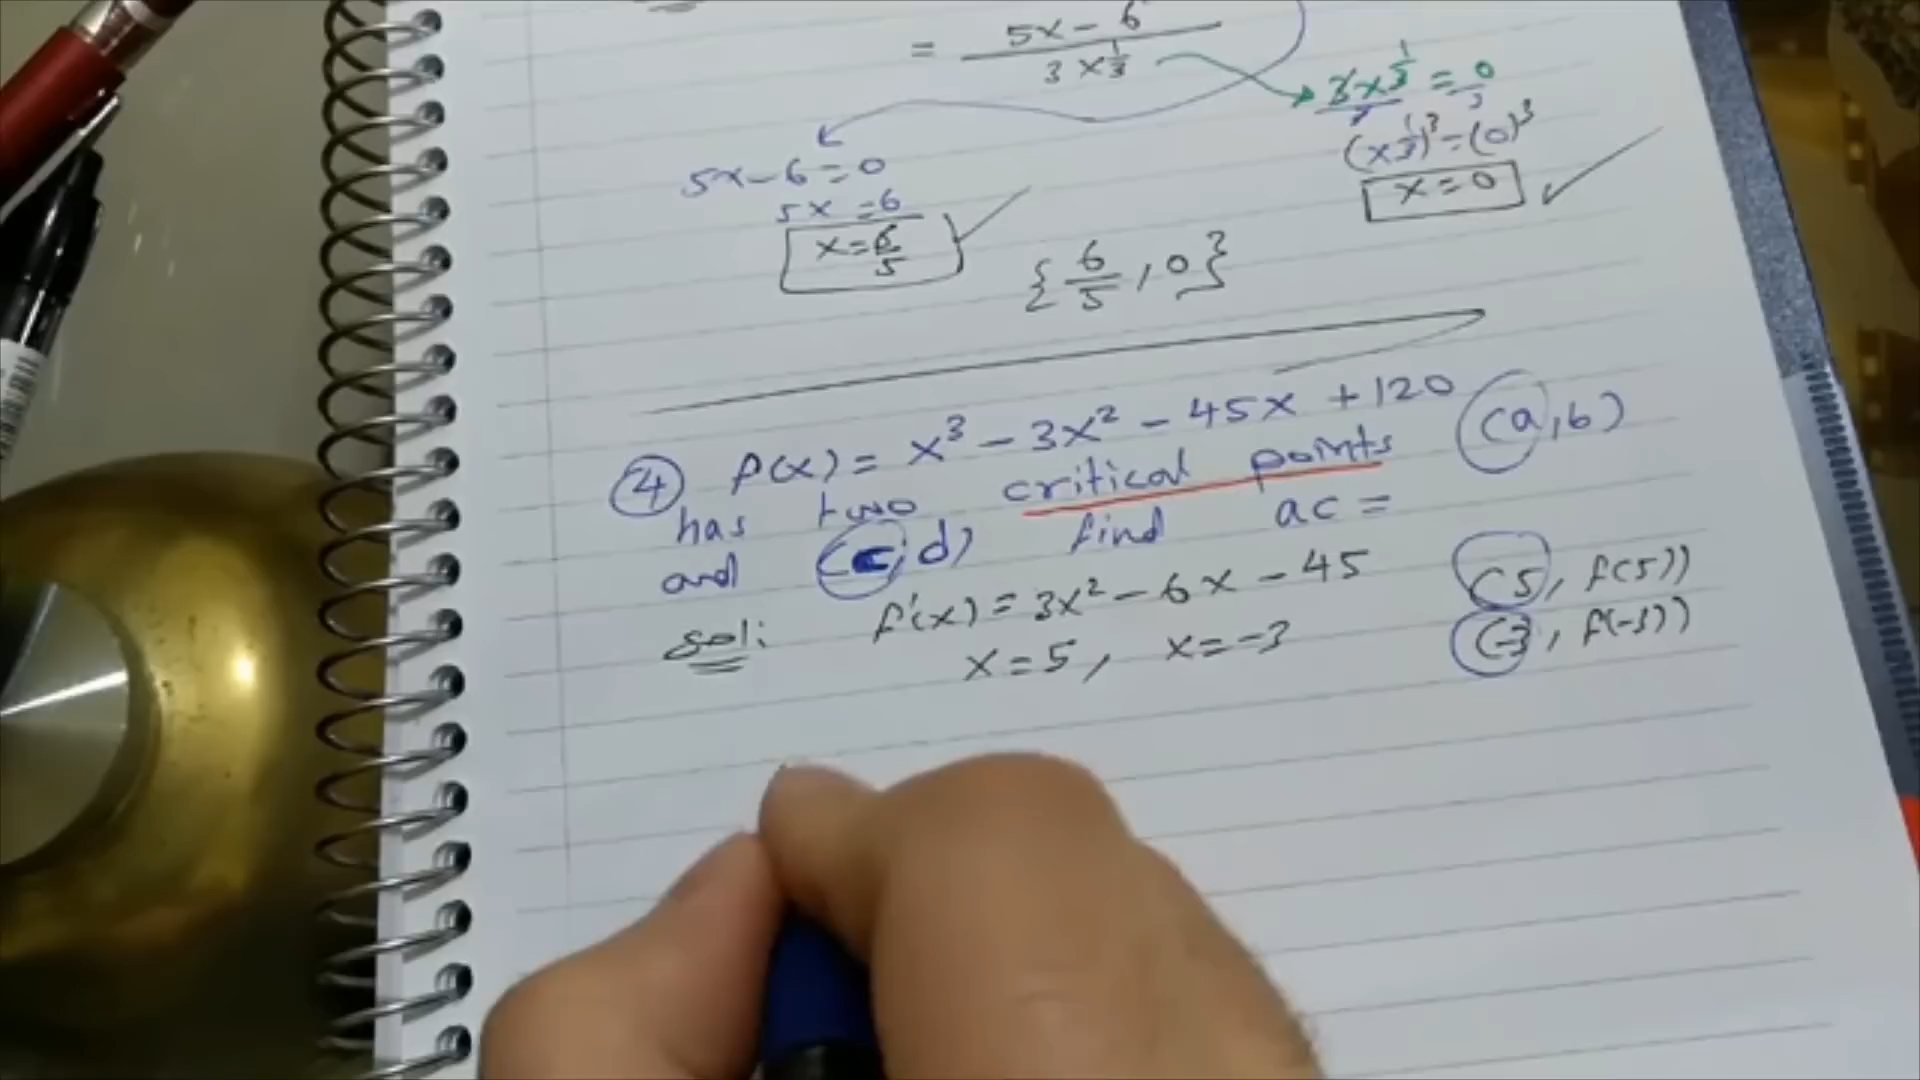 = (5x - 6) / (3x^(1/3))
3x^(1/3) = 0
(x^(1/3))^3 = (0)^3
x = 0
5x - 6 = 0
5x = 6
x = 6/5
{6/5, 0}
④ f(x) = x³ - 3x² - 45x + 120
has two critical points (a,b)
and (c,d) find ac =
sol: f'(x) = 3x² - 6x - 45 (5, f(5))
x = 5, x = -3 (-3, f(-3))